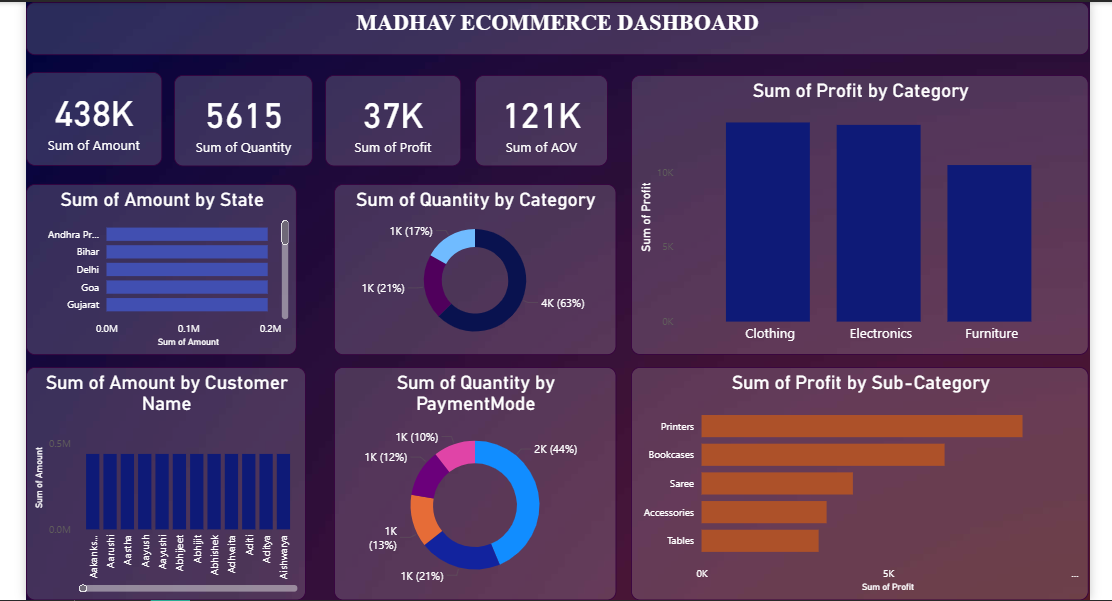 MADHAV ECOMMERCE DASHBOARD
438K
Sum of Amount
5615
Sum of Quantity
37K
Sum of Profit
121K
Sum of AOV
Sum of Profit by Category
Sum of Profit
10K
5K
0K
Clothing
Electronics
Furniture
Sum of Amount by State
Andhra Pr...
Bihar
Delhi
Goa
Gujarat
0.0M
0.1M
0.2M
Sum of Amount
Sum of Quantity by Category
1K (17%)
1K (21%)
4K (63%)
Sum of Amount by Customer
Name
Sum of Amount
0.5M
0.0M
Aakanks...
Aarushi
Aastha
Aayush
Aayushi
Abhijeet
Abhijit
Abhishek
Adhvaita
Aditi
Aditya
Aishwarya
Sum of Quantity by
PaymentMode
1K (10%)
1K (12%)
2K (44%)
1K
(13%)
1K (21%)
Sum of Profit by Sub-Category
Printers
Bookcases
Saree
Accessories
Tables
0K
5K
...
Sum of Profit